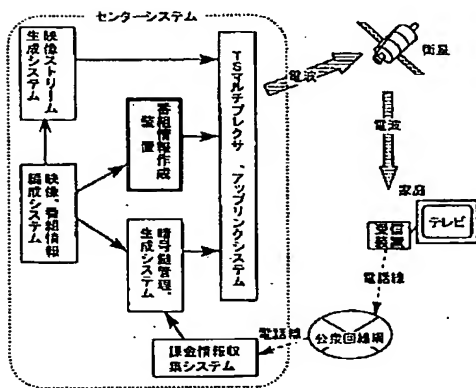 センターシステム
映像ストリーム
生成システム
TSマルチプレクサ、アップリンクシステム
電波
衛星
番組情報作成
装置
電波
映像、番組情報
編成システム
暗号鍵管理、
生成システム
家庭
テレビ
受信
装置
電話線
電話線
公衆回線網
課金情報収
集システム